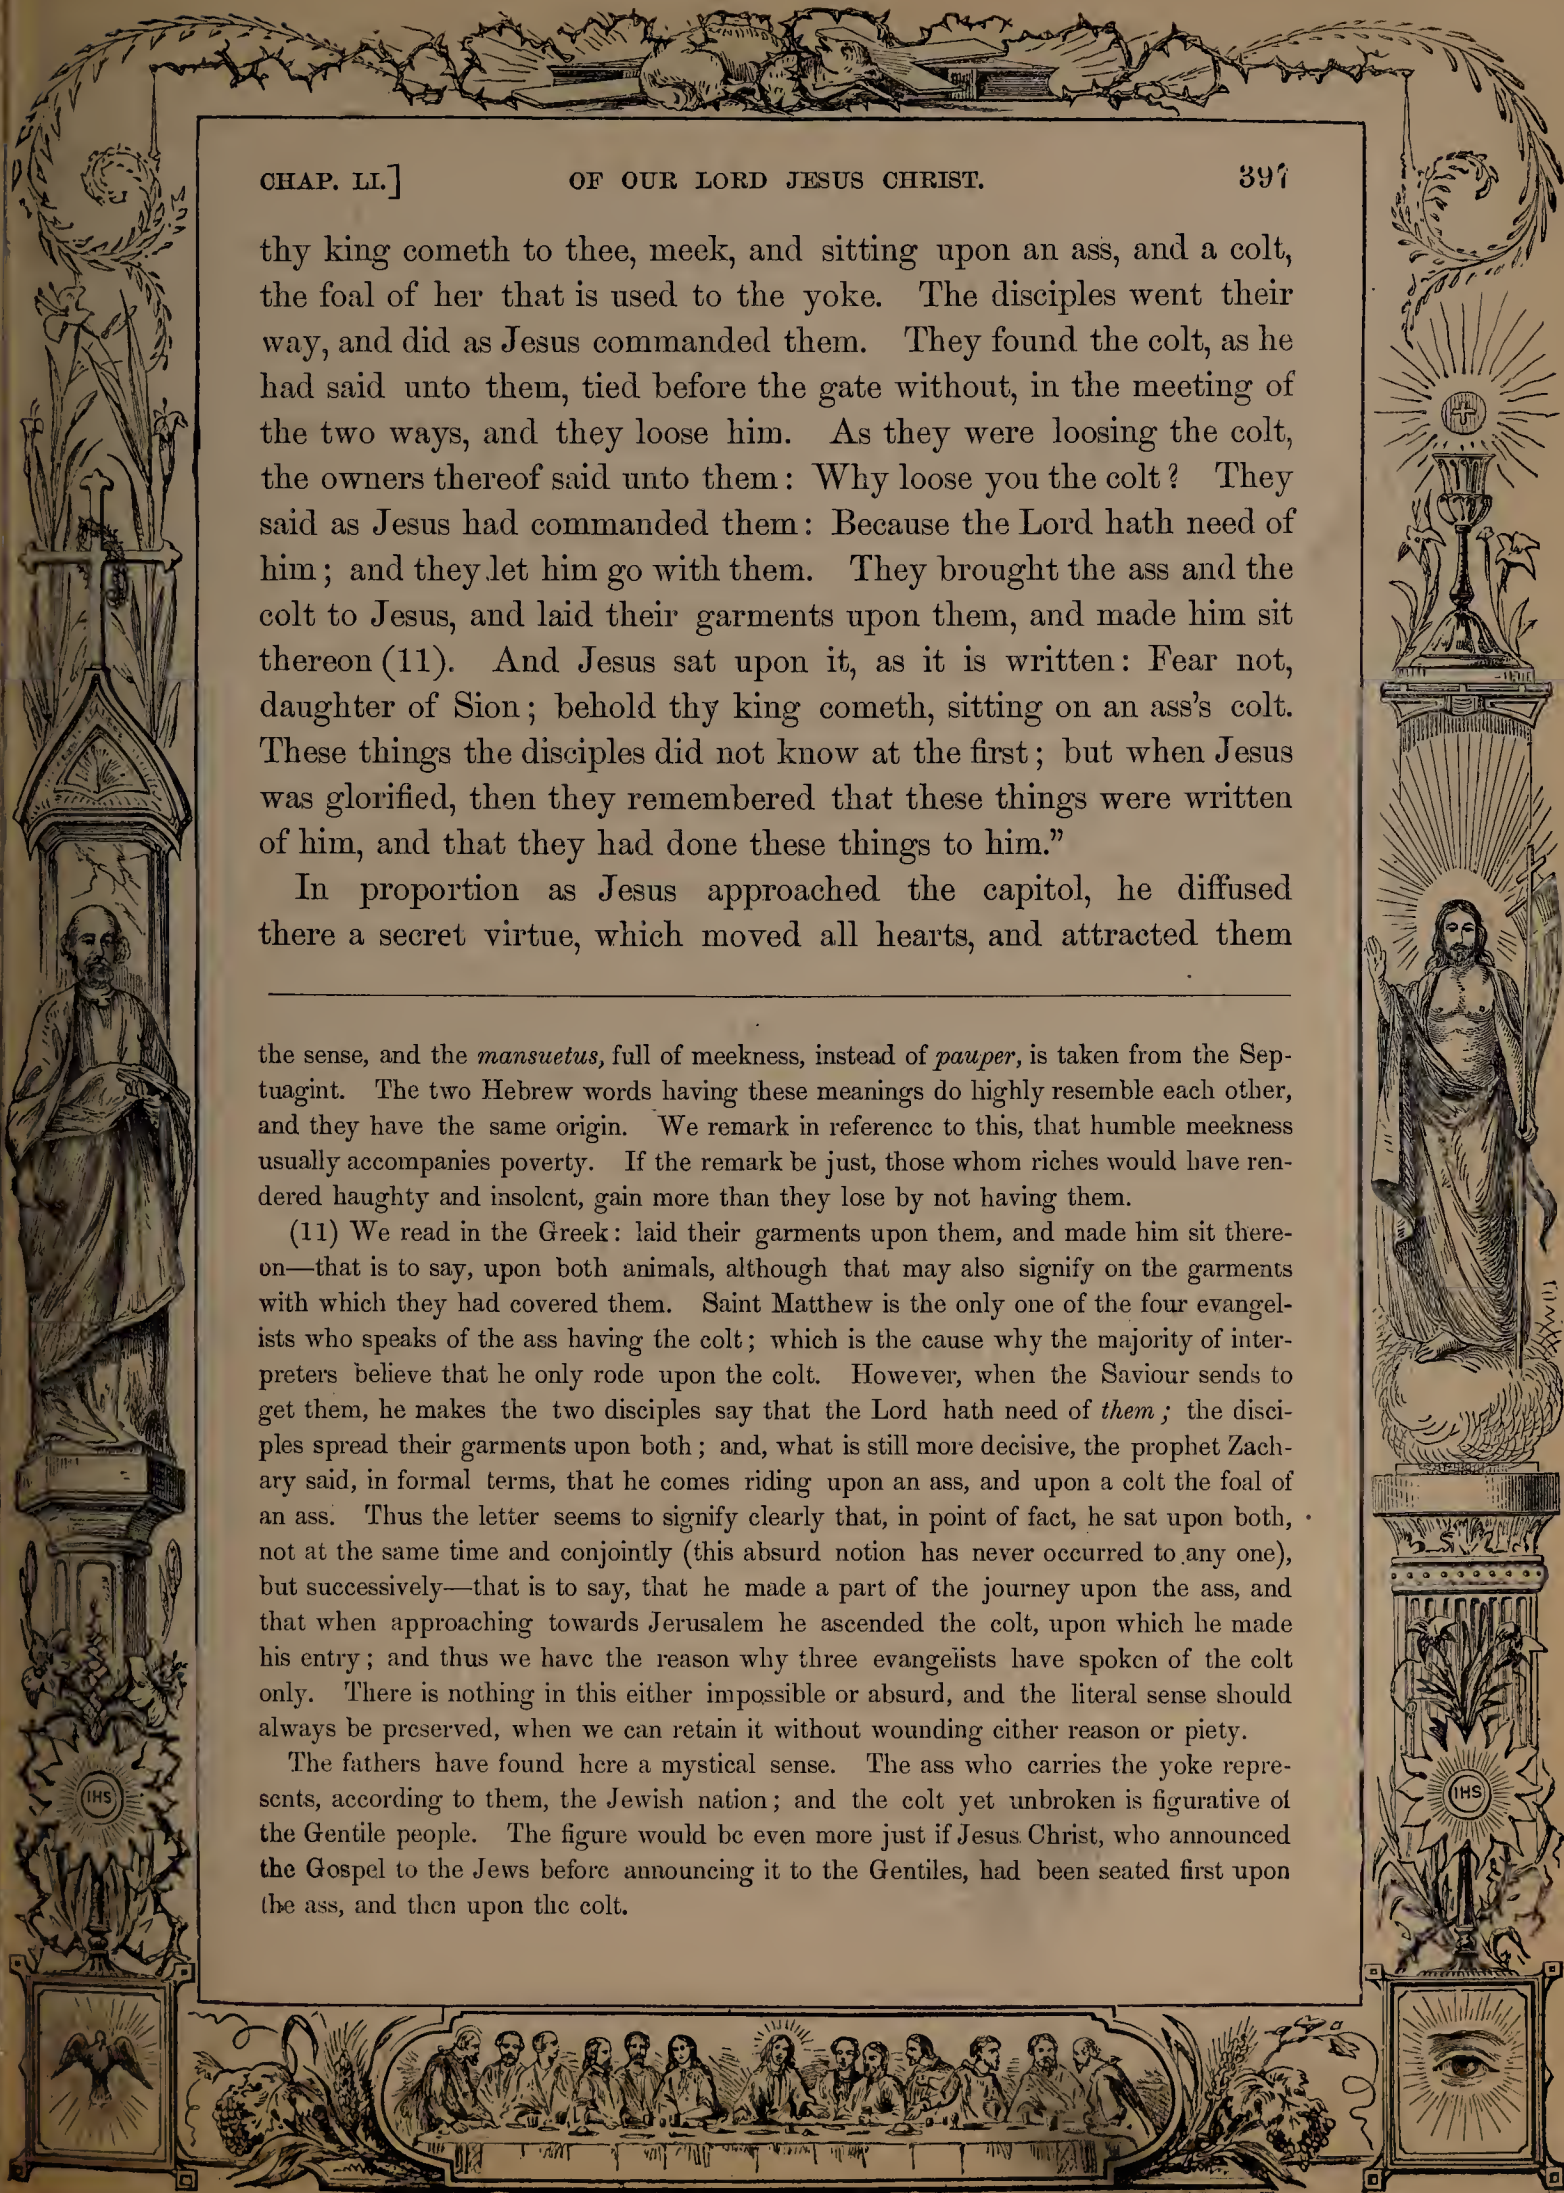 CHAP. LI.] OF OUR LORD JESUS CHRIST. 397
thy king cometh to thee, meek, and sitting upon an ass, and a colt,
the foal of her that is used to the yoke. The disciples went their
way, and did as Jesus commanded them. They found the colt, as he
had said unto them, tied before the gate without, in the meeting of
the two ways, and they loose him. As they were loosing the colt,
the owners thereof said unto them: Why loose you the colt? They
said as Jesus had commanded them: Because the Lord hath need of
him; and they let him go with them. They brought the ass and the
colt to Jesus, and laid their garments upon them, and made him sit
thereon (11). And Jesus sat upon it, as it is written: Fear not,
daughter of Sion; behold thy king cometh, sitting on an ass's colt.
These things the disciples did not know at the first; but when Jesus
was glorified, then they remembered that these things were written
of him, and that they had done these things to him.”
In proportion as Jesus approached the capitol, he diffused
there a secret virtue, which moved all hearts, and attracted them
the sense, and the mansuetus, full of meekness, instead of pauper, is taken from the Sep-
tuagint. The two Hebrew words having these meanings do highly resemble each other,
and they have the same origin. We remark in reference to this, that humble meekness
usually accompanies poverty. If the remark be just, those whom riches would have ren-
dered haughty and insolent, gain more than they lose by not having them.
(11) We read in the Greek: laid their garments upon them, and made him sit there-
on—that is to say, upon both animals, although that may also signify on the garments
with which they had covered them. Saint Matthew is the only one of the four evangel-
ists who speaks of the ass having the colt; which is the cause why the majority of inter-
preters believe that he only rode upon the colt. However, when the Saviour sends to
get them, he makes the two disciples say that the Lord hath need of them; the disci-
ples spread their garments upon both; and, what is still more decisive, the prophet Zach-
ary said, in formal terms, that he comes riding upon an ass, and upon a colt the foal of
an ass. Thus the letter seems to signify clearly that, in point of fact, he sat upon both,
not at the same time and conjointly (this absurd notion has never occurred to any one),
but successively—that is to say, that he made a part of the journey upon the ass, and
that when approaching towards Jerusalem he ascended the colt, upon which he made
his entry; and thus we have the reason why three evangelists have spoken of the colt
only. There is nothing in this either impossible or absurd, and the literal sense should
always be preserved, when we can retain it without wounding either reason or piety.
The fathers have found here a mystical sense. The ass who carries the yoke repre-
sents, according to them, the Jewish nation; and the colt yet unbroken is figurative of
the Gentile people. The figure would be even more just if Jesus Christ, who announced
the Gospel to the Jews before announcing it to the Gentiles, had been seated first upon
the ass, and then upon the colt.
IHS
IHS